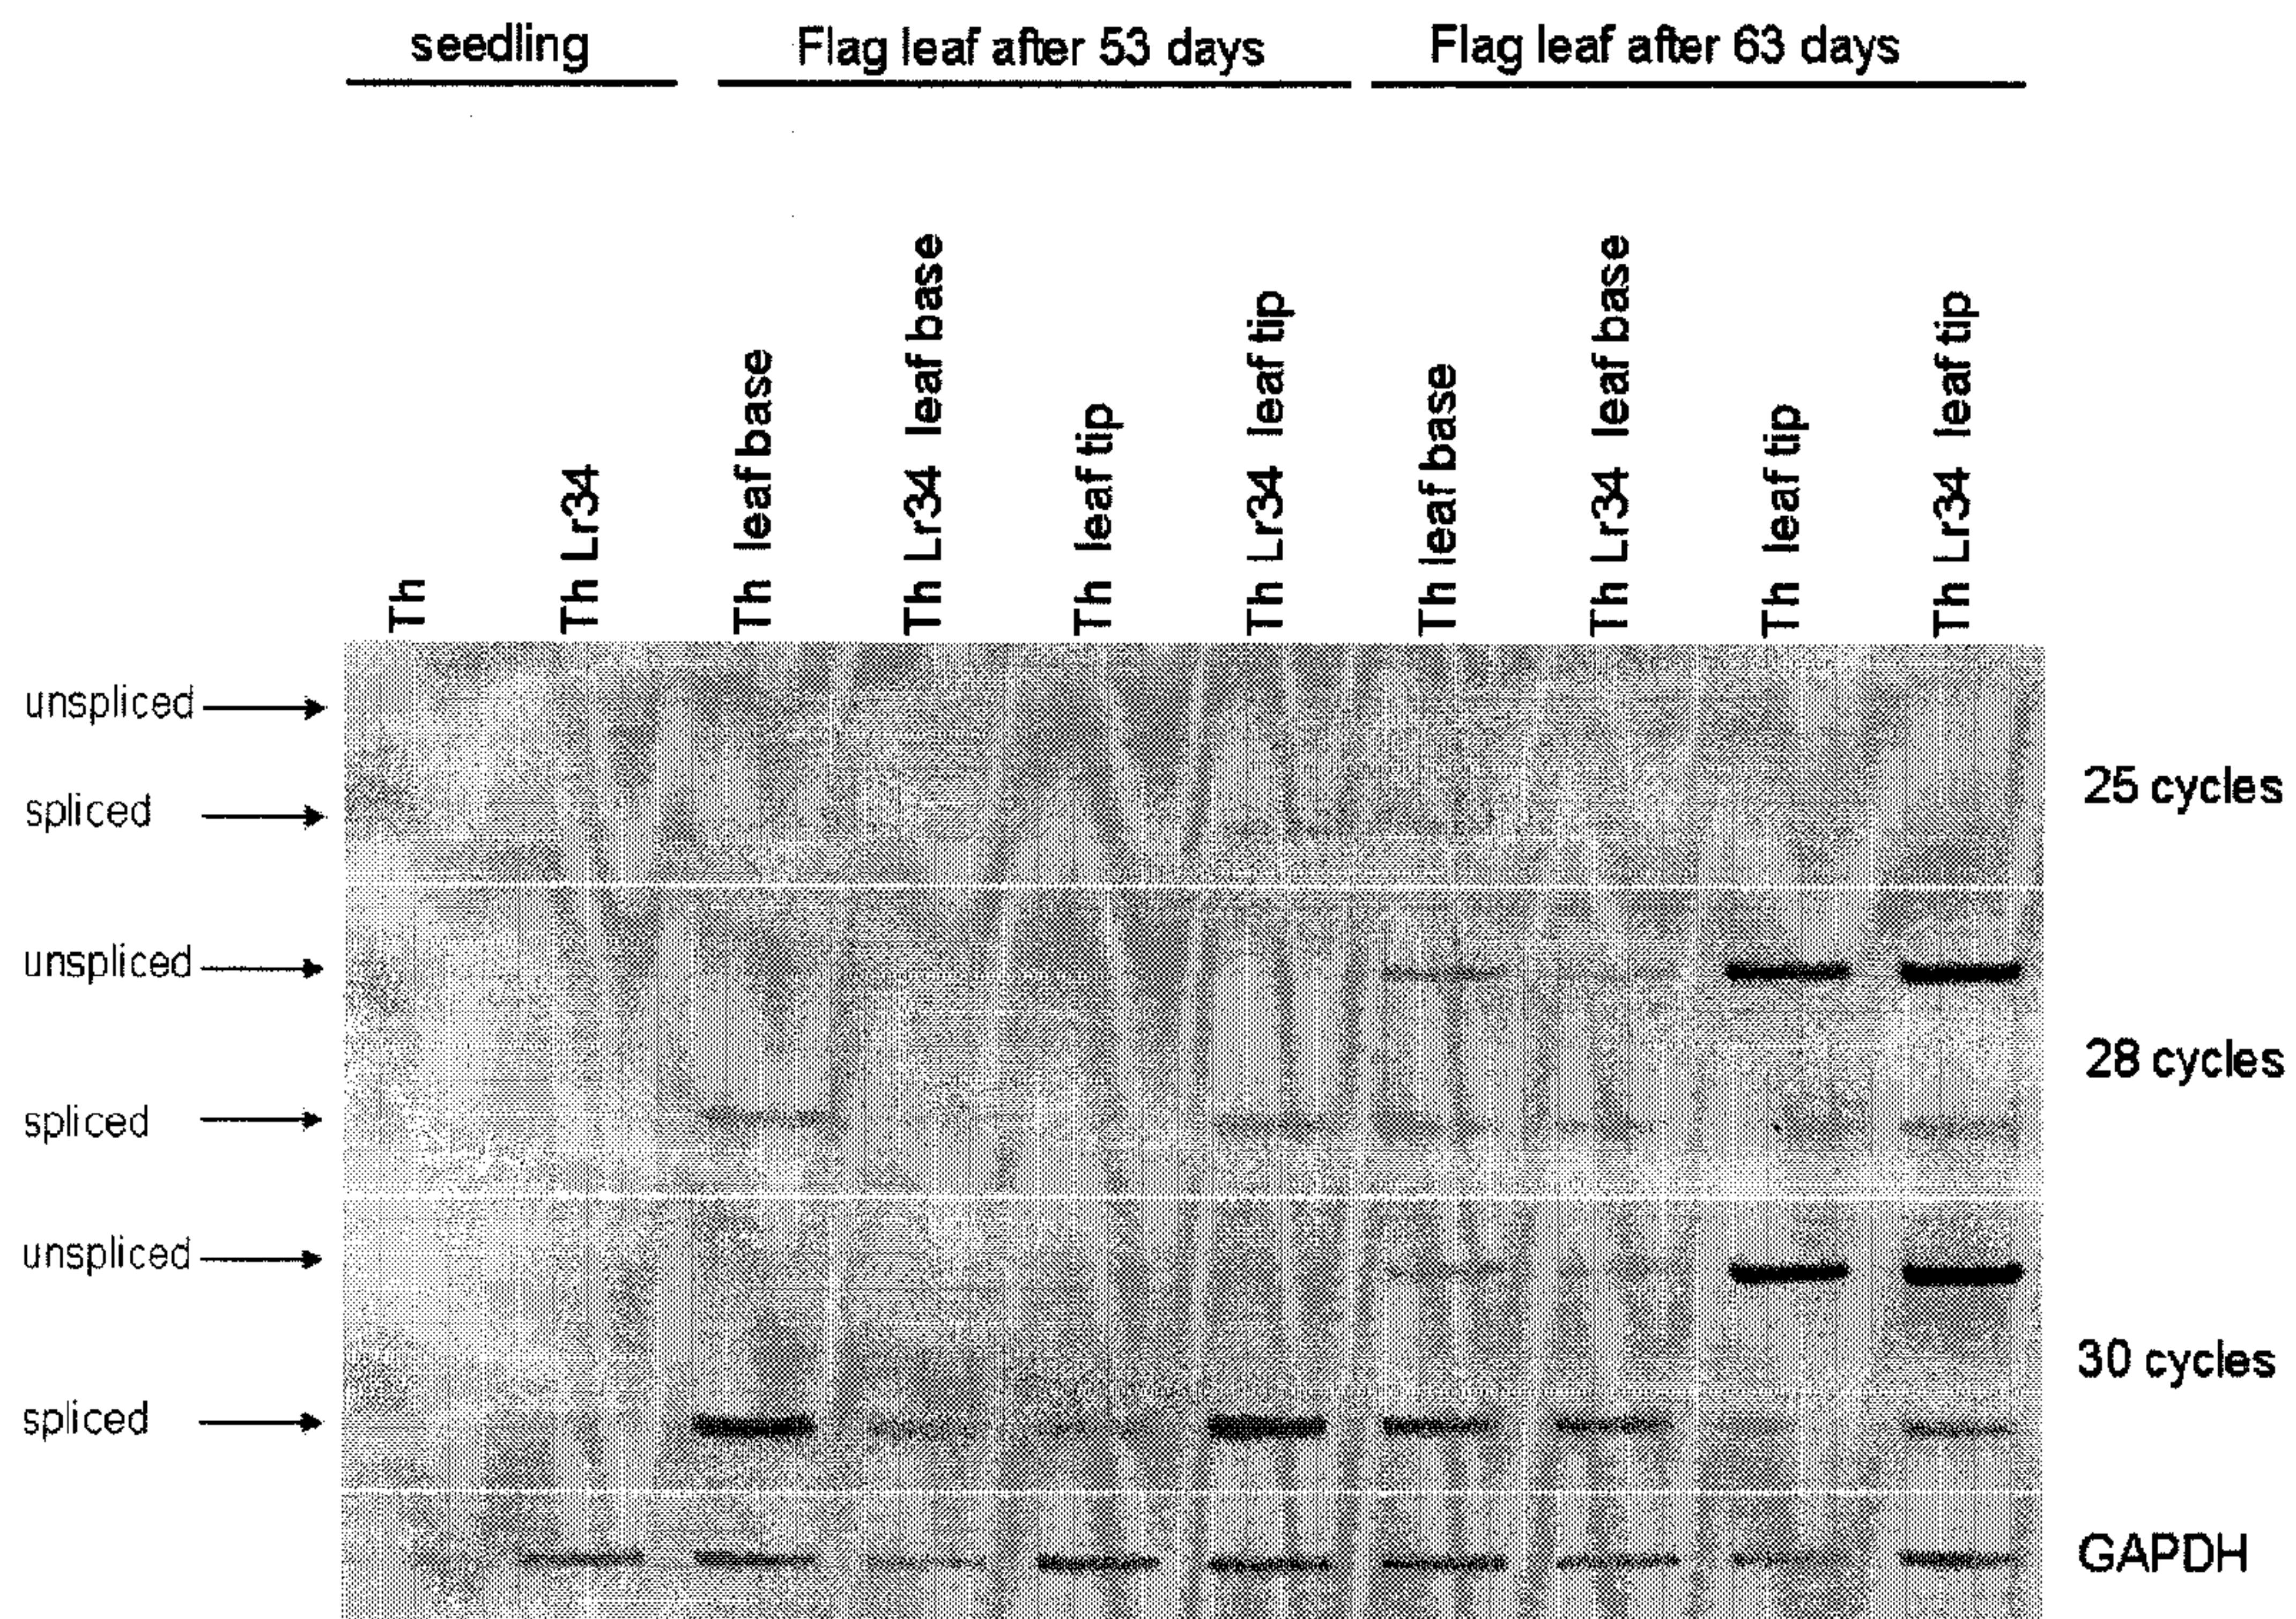 seedling
Flag leaf after 53 days
Flag leaf after 63 days
Th
Th Lr34
Th leaf base
Th Lr34 leaf base
Th leaf tip
Th Lr34 leaf tip
Th leaf base
Th Lr34 leaf base
Th leaf tip
Th Lr34 leaf tip
unspliced
spliced
25 cycles
unspliced
spliced
28 cycles
unspliced
spliced
30 cycles
GAPDH